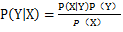 P(Y|X) = P(X|Y)P（Y） / P（X）